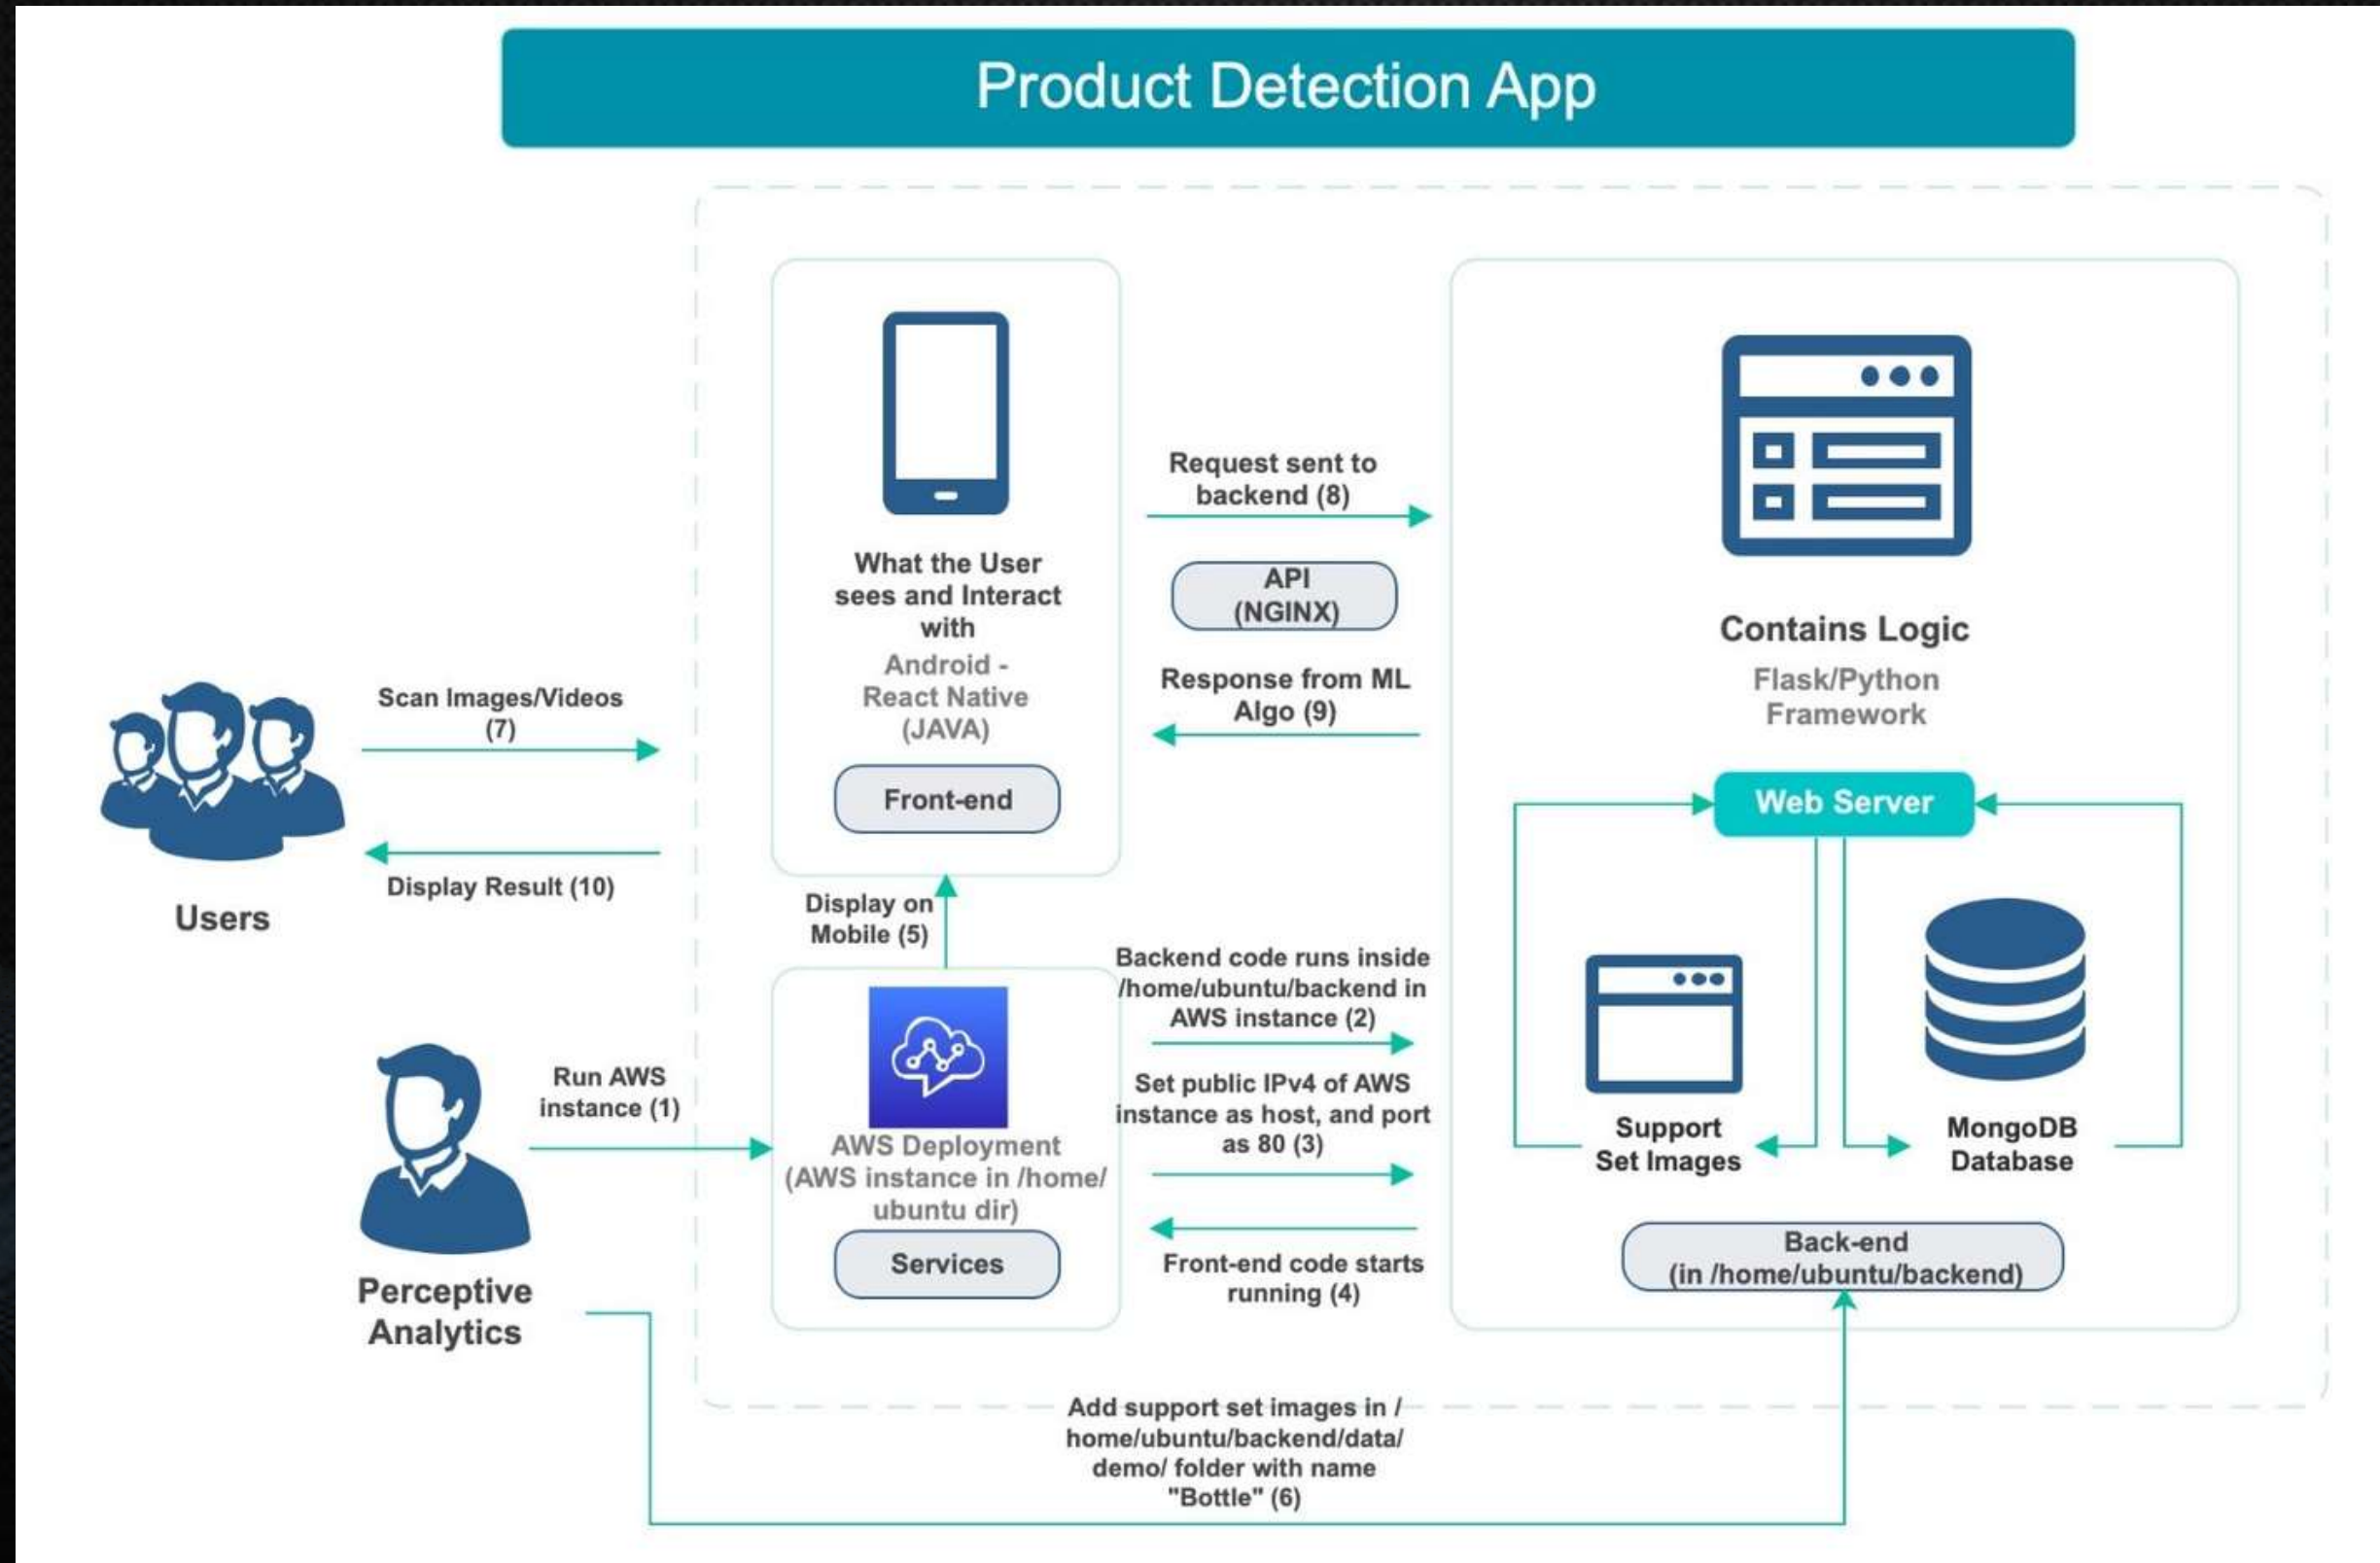 Product Detection App
What the User
sees and Interact
with
Android -
React Native
(JAVA)
Front-end
Request sent to
backend (8)
API
(NGINX)
Response from ML
Algo (9)
Contains Logic
Flask/Python
Framework
Web Server
Support
Set Images
MongoDB
Database
Back-end
(in /home/ubuntu/backend)
Scan Images/Videos
(7)
Display Result (10)
Users
Display on
Mobile (5)
Backend code runs inside
/home/ubuntu/backend in
AWS instance (2)
Set public IPv4 of AWS
instance as host, and port
as 80 (3)
Front-end code starts
running (4)
Run AWS
instance (1)
AWS Deployment
(AWS instance in /home/
ubuntu dir)
Services
Perceptive
Analytics
Add support set images in /
home/ubuntu/backend/data/
demo/ folder with name
"Bottle" (6)